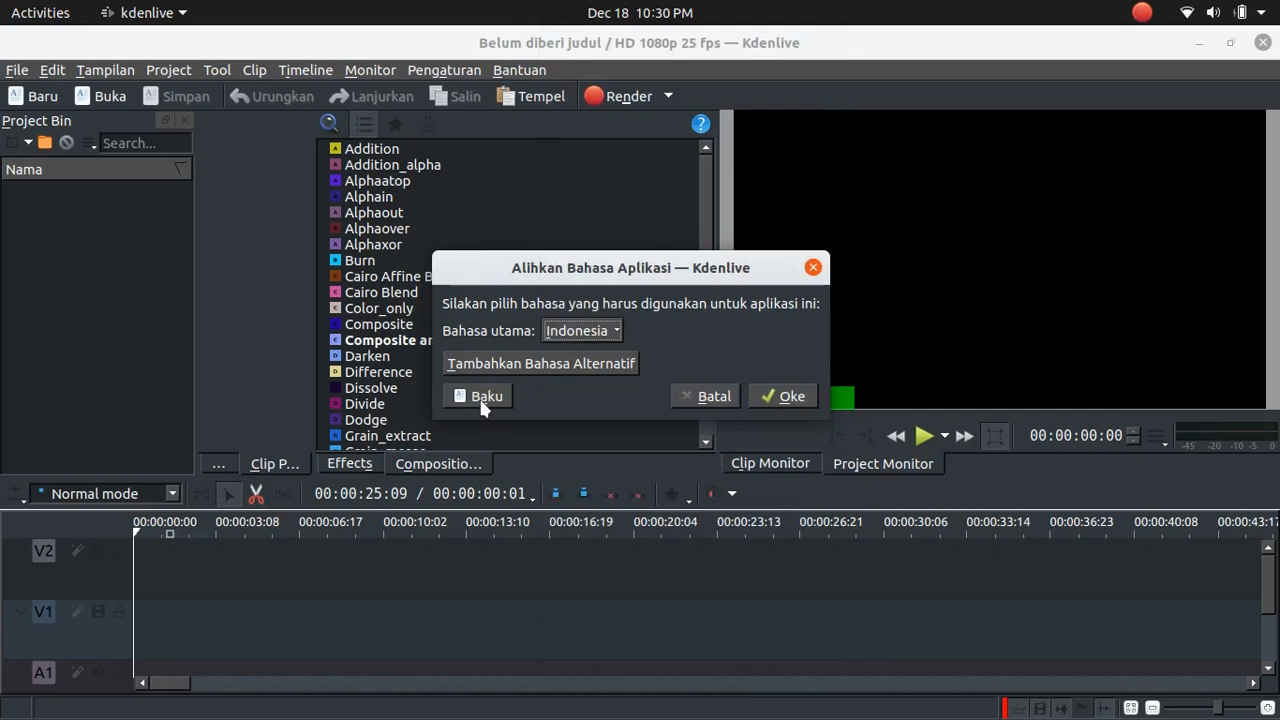 Activities kdenlive Dec 18 10:30 PM
Belum diberi judul / HD 1080p 25 fps — Kdenlive
File Edit Tampilan Project Tool Clip Timeline Monitor Pengaturan Bantuan
Baru Buka Simpan Urungkan Lanjurkan Salin Tempel Render
Project Bin
Search...
Nama
Addition
Addition_alpha
Alphaatop
Alphain
Alphaout
Alphaover
Alphaxor
Burn
Cairo Affine B
Cairo Blend
Color_only
Composite
Composite an
Darken
Difference
Dissolve
Divide
Dodge
Grain_extract
Alihkan Bahasa Aplikasi — Kdenlive
Silakan pilih bahasa yang harus digunakan untuk aplikasi ini:
Bahasa utama: Indonesia
Tambahkan Bahasa Alternatif
Baku Batal Oke
00:00:00:00
-45 -20 -10 -5 0
... Clip P... Effects Compositio... Clip Monitor Project Monitor
Normal mode 00:00:25:09 / 00:00:00:01
00:00:00:00 00:00:03:08 00:00:06:17 00:00:10:02 00:00:13:10 00:00:16:19 00:00:20:04 00:00:23:13 00:00:26:21 00:00:30:06 00:00:33:14 00:00:36:23 00:00:40:08 00:00:43:17
V2
V1
A1